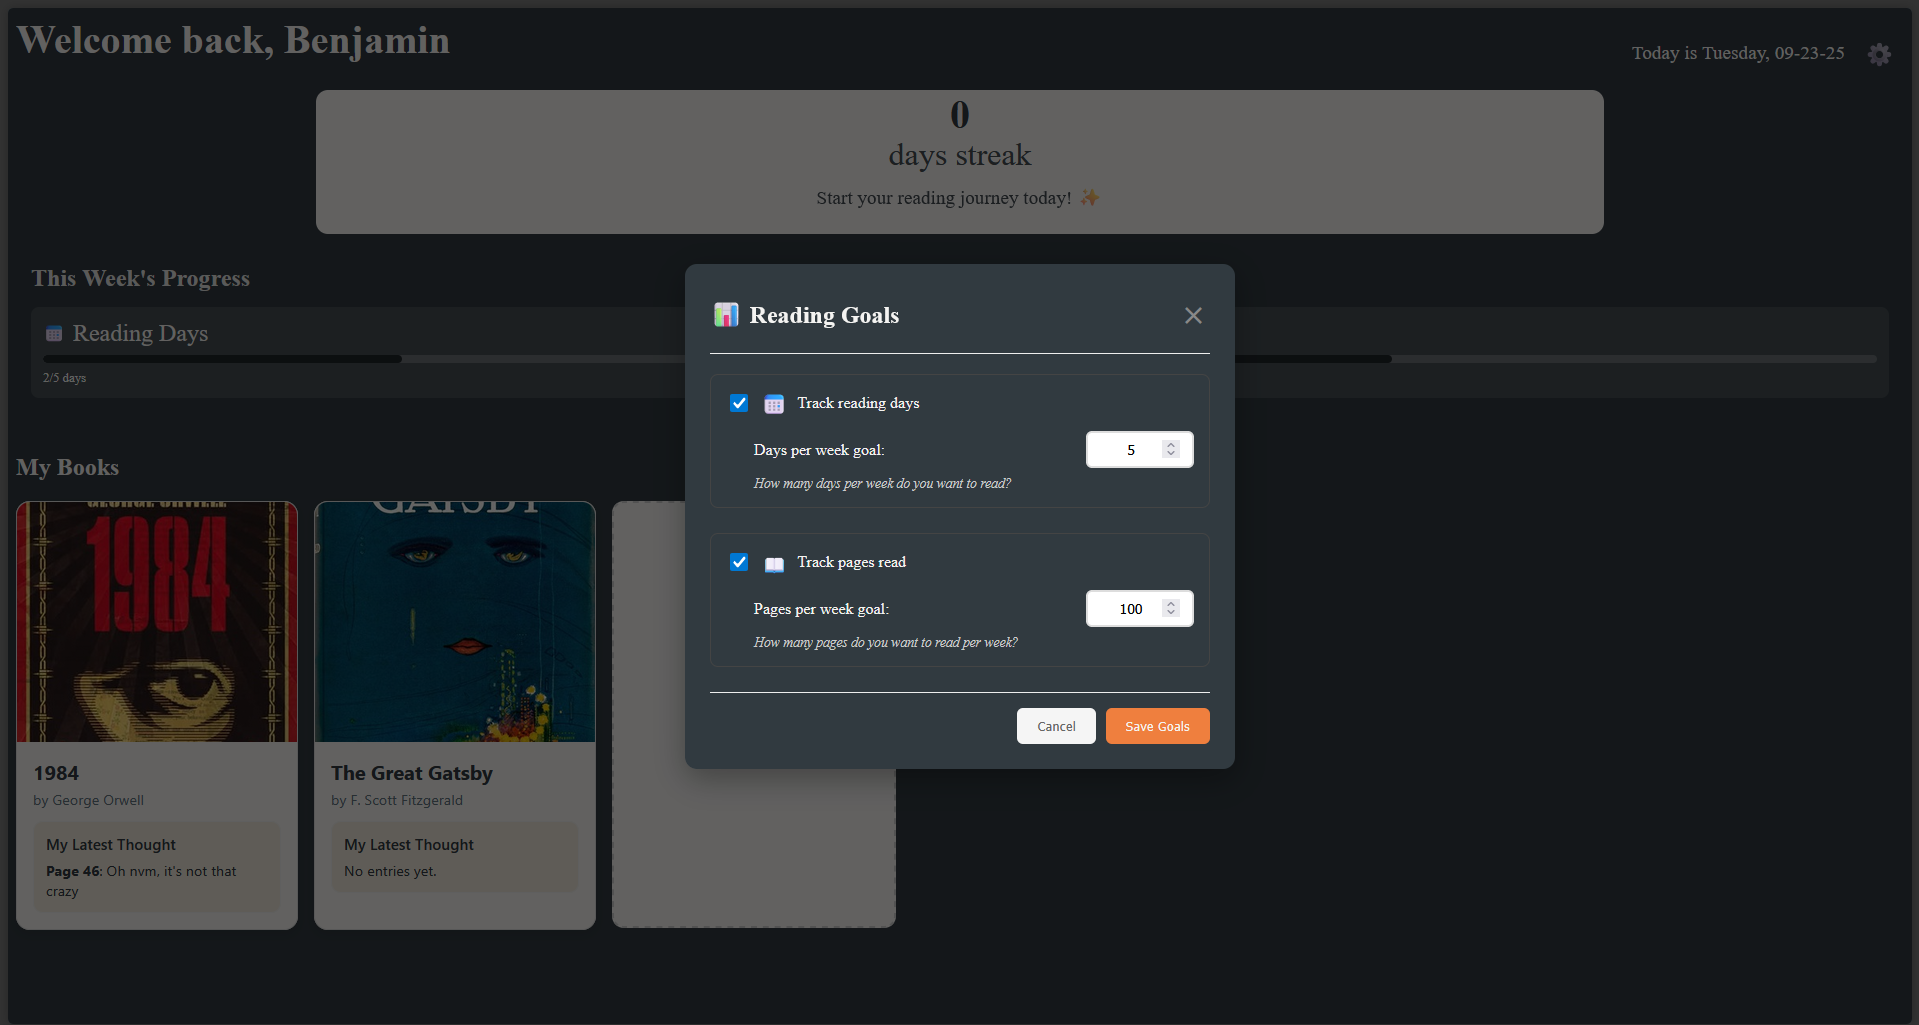 Welcome back, Benjamin
Today is Tuesday, 09-23-25
0
days streak
Start your reading journey today! ✨
This Week's Progress
Reading Days
2/5 days
My Books
GEORGE ORWELL
1984
1984
by George Orwell
My Latest Thought
Page 46: Oh nvm, it's not that
crazy
GATSBY
The Great Gatsby
by F. Scott Fitzgerald
My Latest Thought
No entries yet.
Reading Goals
Track reading days
Days per week goal:
5
How many days per week do you want to read?
Track pages read
Pages per week goal:
100
How many pages do you want to read per week?
Cancel
Save Goals